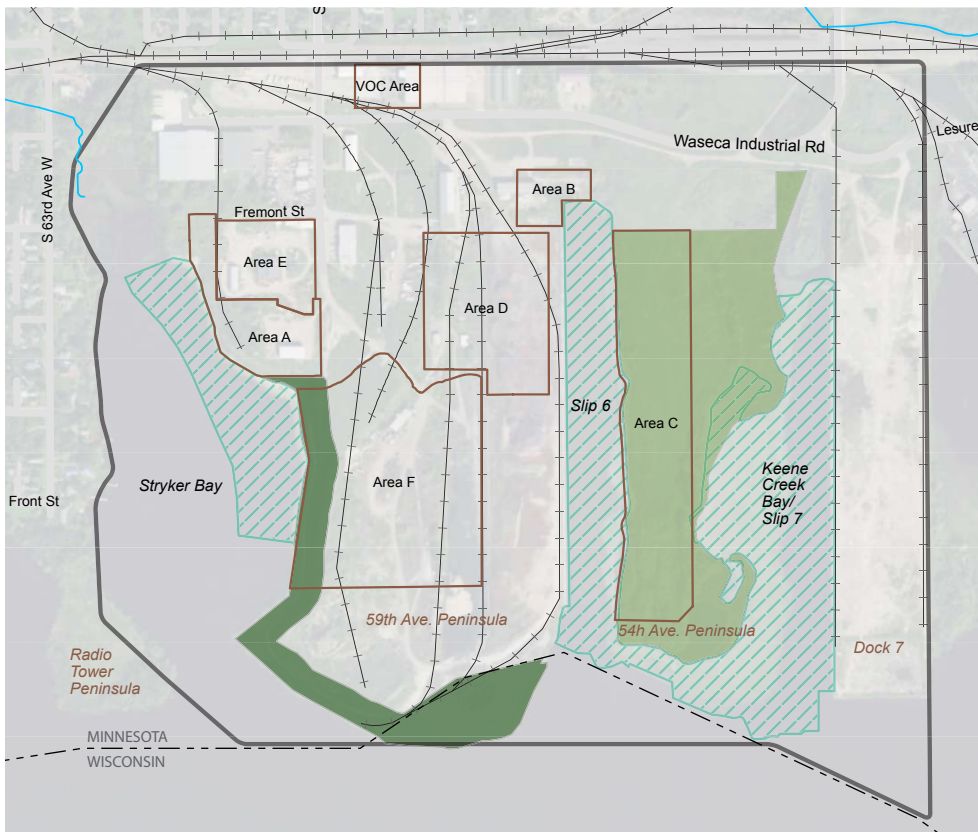 S
VOC Area
Waseca Industrial Rd
Lesure
S 63rd Ave W
Area B
Fremont St
Area E
Area D
Area A
Slip 6
Area C
Stryker Bay
Area F
Keene
Creek
Bay/
Slip 7
Front St
59th Ave. Peninsula
54h Ave. Peninsula
Radio
Tower
Peninsula
Dock 7
MINNESOTA
WISCONSIN